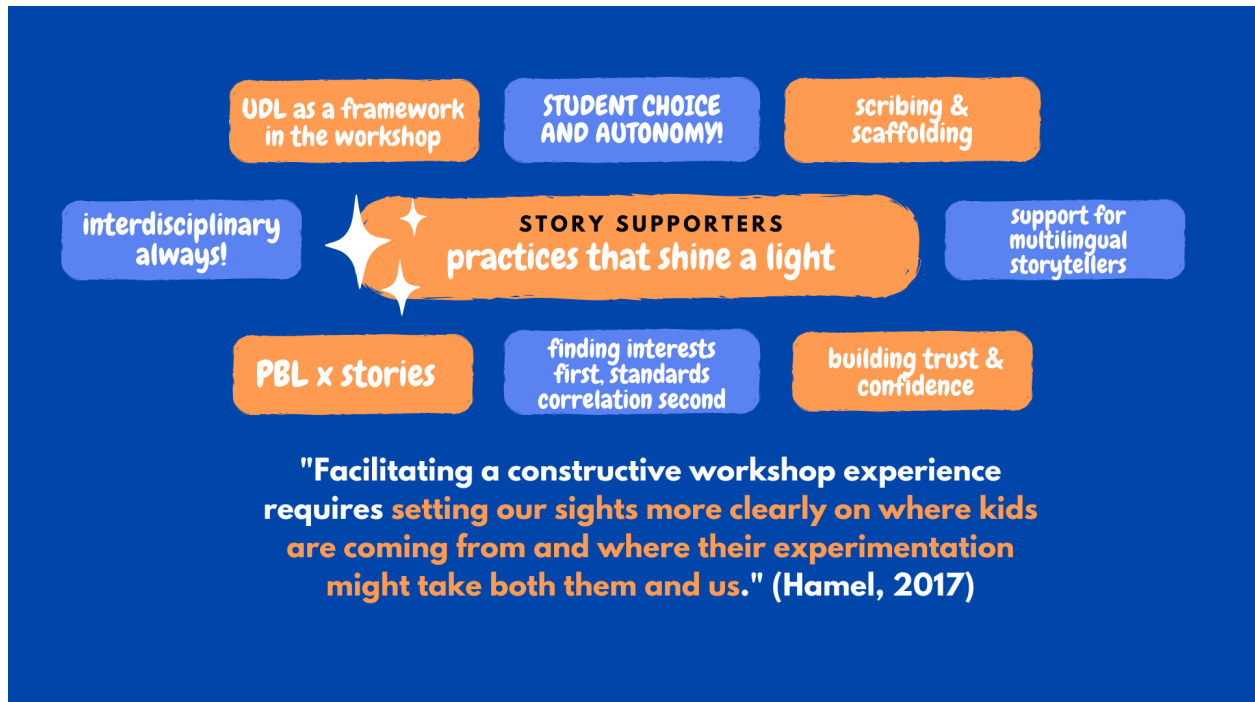 UDL as a framework
in the workshop
STUDENT CHOICE
AND AUTONOMY!
scribing &
scaffolding
interdisciplinary
always!
STORY SUPPORTERS
practices that shine a light
support for
multilingual
storytellers
PBL x stories
finding interests
first, standards
correlation second
building trust &
confidence
"Facilitating a constructive workshop experience
requires setting our sights more clearly on where kids
are coming from and where their experimentation
might take both them and us." (Hamel, 2017)